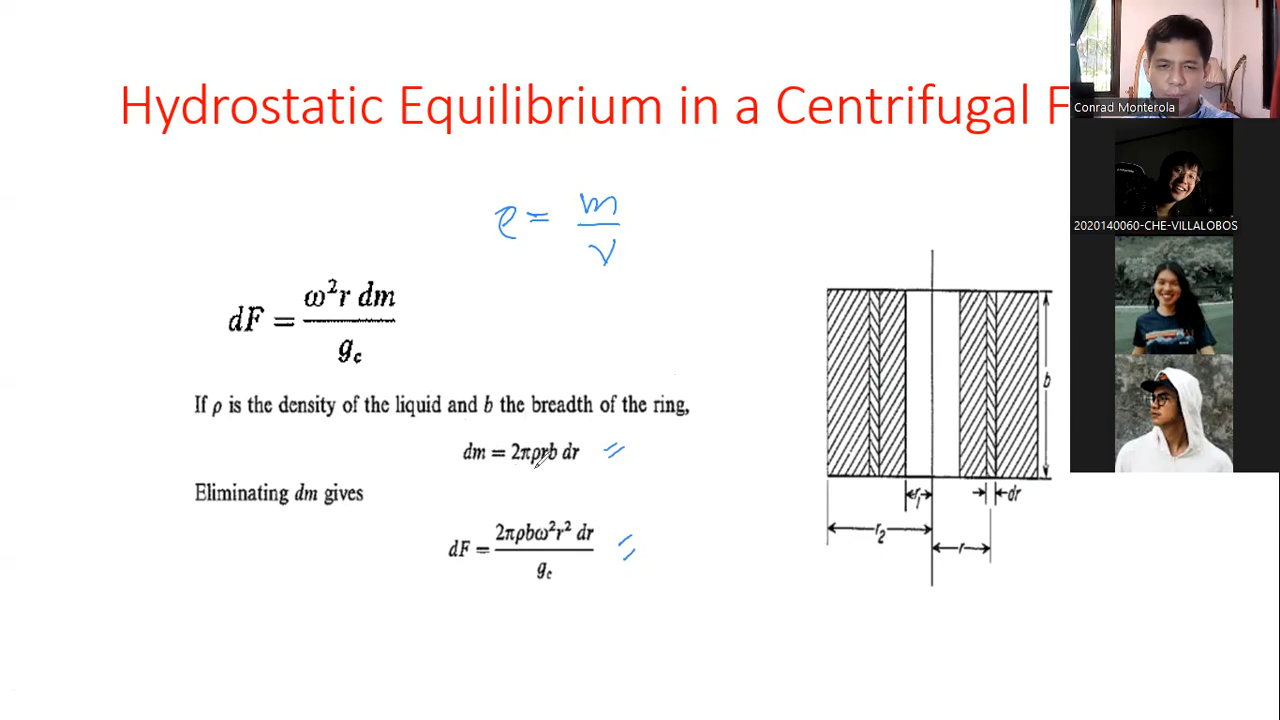 Hydrostatic Equilibrium in a Centrifugal F
Conrad Monterola
2020140060-CHE-VILLALOBOS
ρ = m/V
dF = ω²r dm / g_c
If ρ is the density of the liquid and b the breadth of the ring,
dm = 2πρrb dr
Eliminating dm gives
dF = 2πρbω²r² dr / g_c
b
r₁
dr
r₂
r